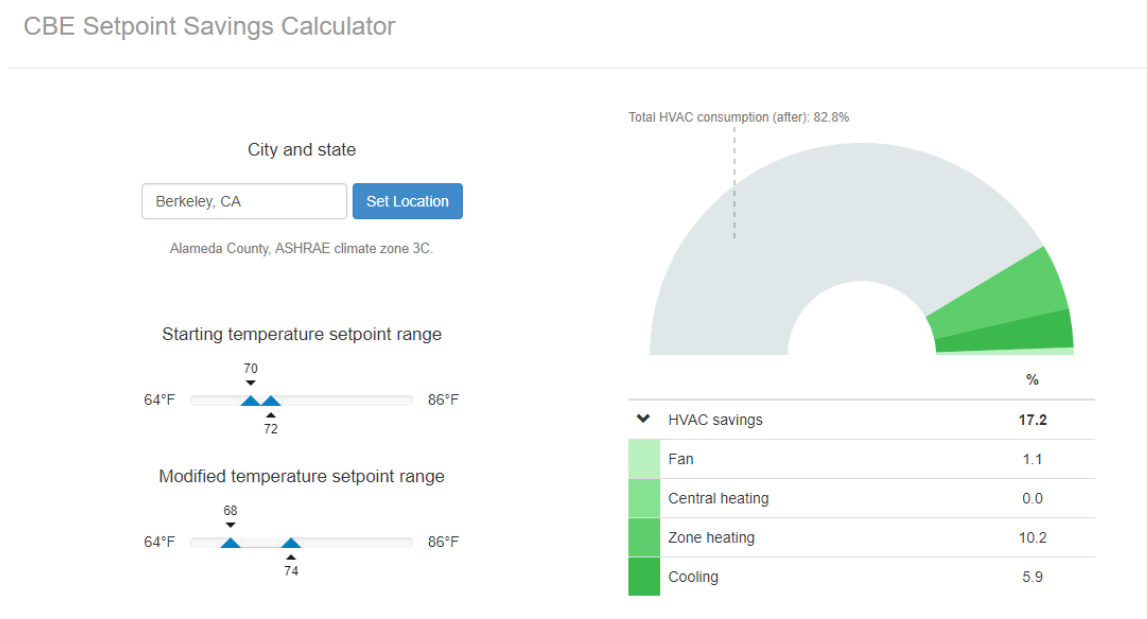 CBE Setpoint Savings Calculator
City and state
Berkeley, CA
Set Location
Alameda County, ASHRAE climate zone 3C.
Starting temperature setpoint range
70
64°F
86°F
72
Modified temperature setpoint range
68
64°F
86°F
74
Total HVAC consumption (after): 82.8%
%
HVAC savings 17.2
Fan 1.1
Central heating 0.0
Zone heating 10.2
Cooling 5.9